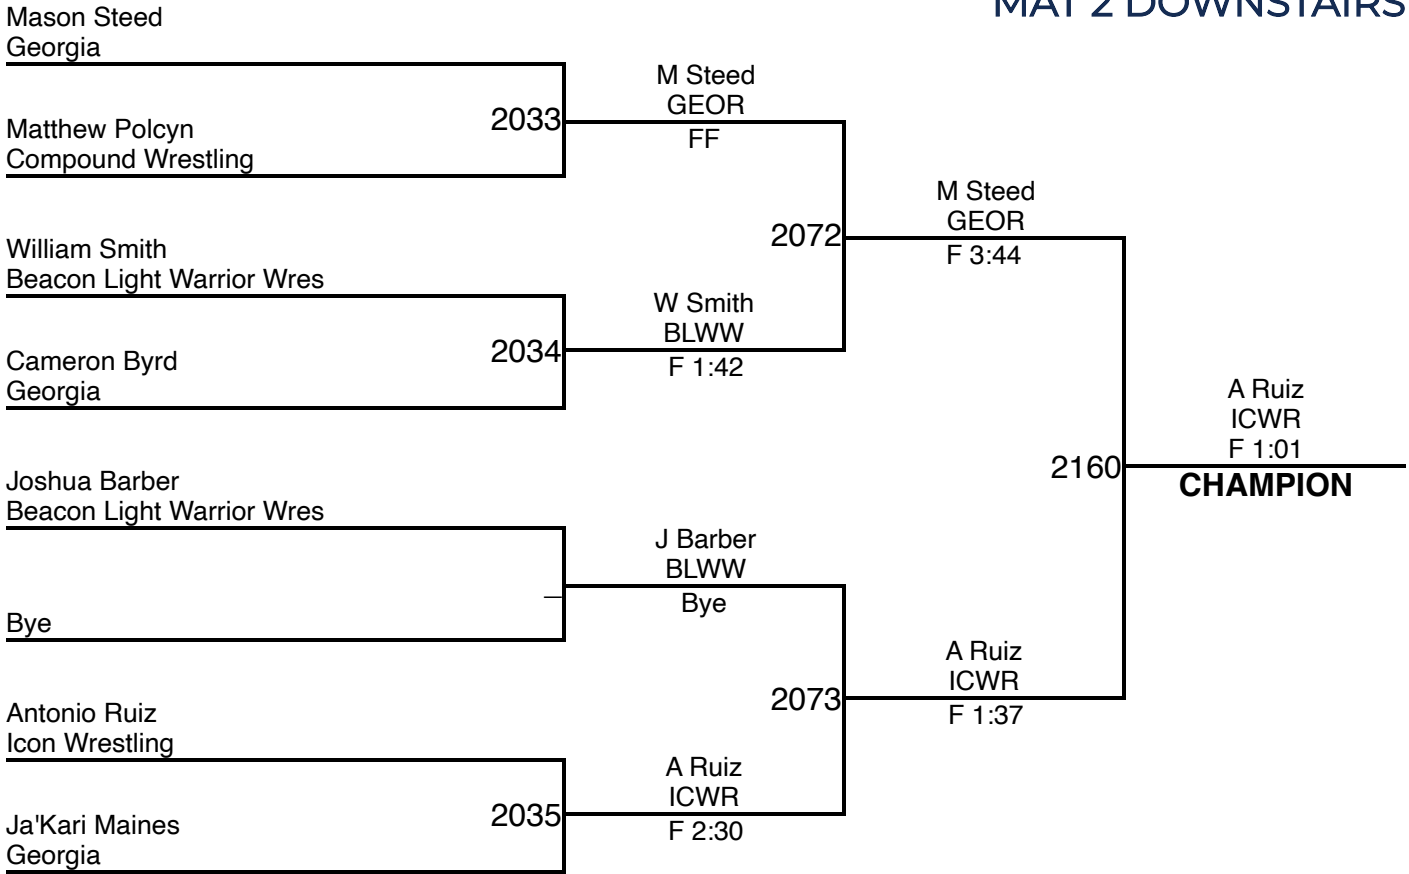 MAT 2 DOWNSTAIRS
Mason Steed
Georgia
2033
Matthew Polcyn
Compound Wrestling
M Steed
GEOR
FF
William Smith
Beacon Light Warrior Wres
2034
Cameron Byrd
Georgia
W Smith
BLWW
F 1:42
2072
M Steed
GEOR
F 3:44
Joshua Barber
Beacon Light Warrior Wres
Bye
J Barber
BLWW
Bye
Antonio Ruiz
Icon Wrestling
2035
Ja'Kari Maines
Georgia
A Ruiz
ICWR
F 2:30
2073
A Ruiz
ICWR
F 1:37
2160
A Ruiz
ICWR
F 1:01
CHAMPION